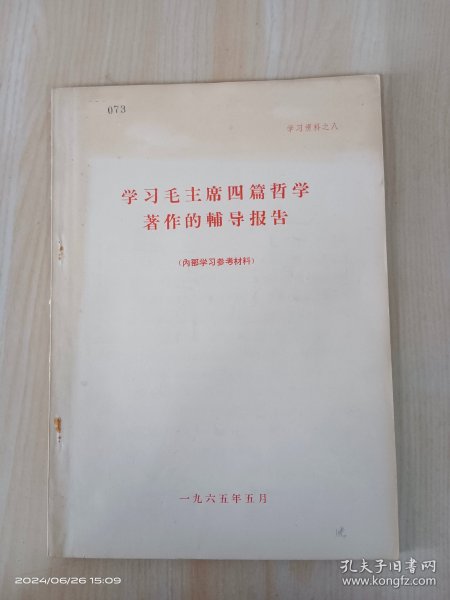 073
学习资料之八
学习毛主席四篇哲学
著作的輔导报告
（內部学习参考材料）
一九六五年五月
2024/06/26 15:09
孔夫子旧书网
www.kongfz.com